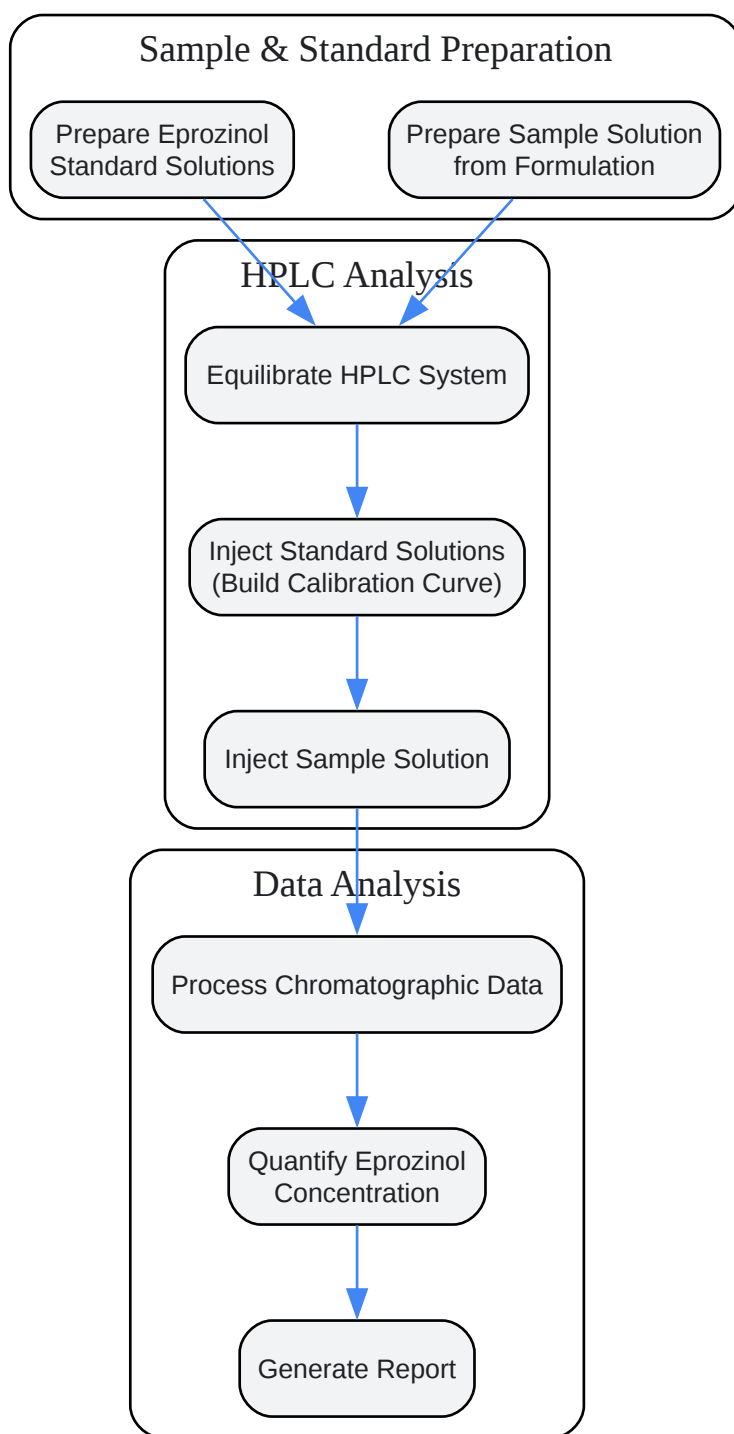 Sample & Standard Preparation
Prepare Eprozinol
Standard Solutions
Prepare Sample Solution
from Formulation
HPLC Analysis
Equilibrate HPLC System
Inject Standard Solutions
(Build Calibration Curve)
Inject Sample Solution
Data Analysis
Process Chromatographic Data
Quantify Eprozinol
Concentration
Generate Report